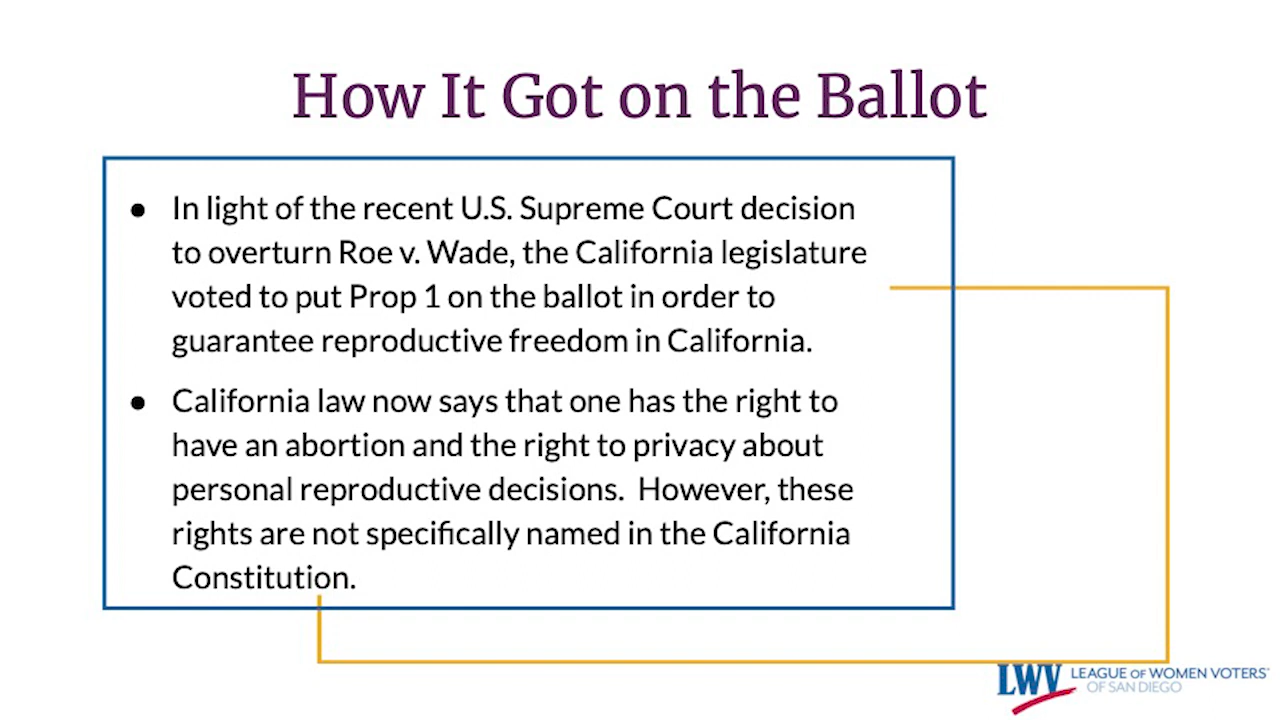 How It Got on the Ballot
● In light of the recent U.S. Supreme Court decision
to overturn Roe v. Wade, the California legislature
voted to put Prop 1 on the ballot in order to
guarantee reproductive freedom in California.
● California law now says that one has the right to
have an abortion and the right to privacy about
personal reproductive decisions.  However, these
rights are not specifically named in the California
Constitution.
LWV LEAGUE OF WOMEN VOTERS®
OF SAN DIEGO